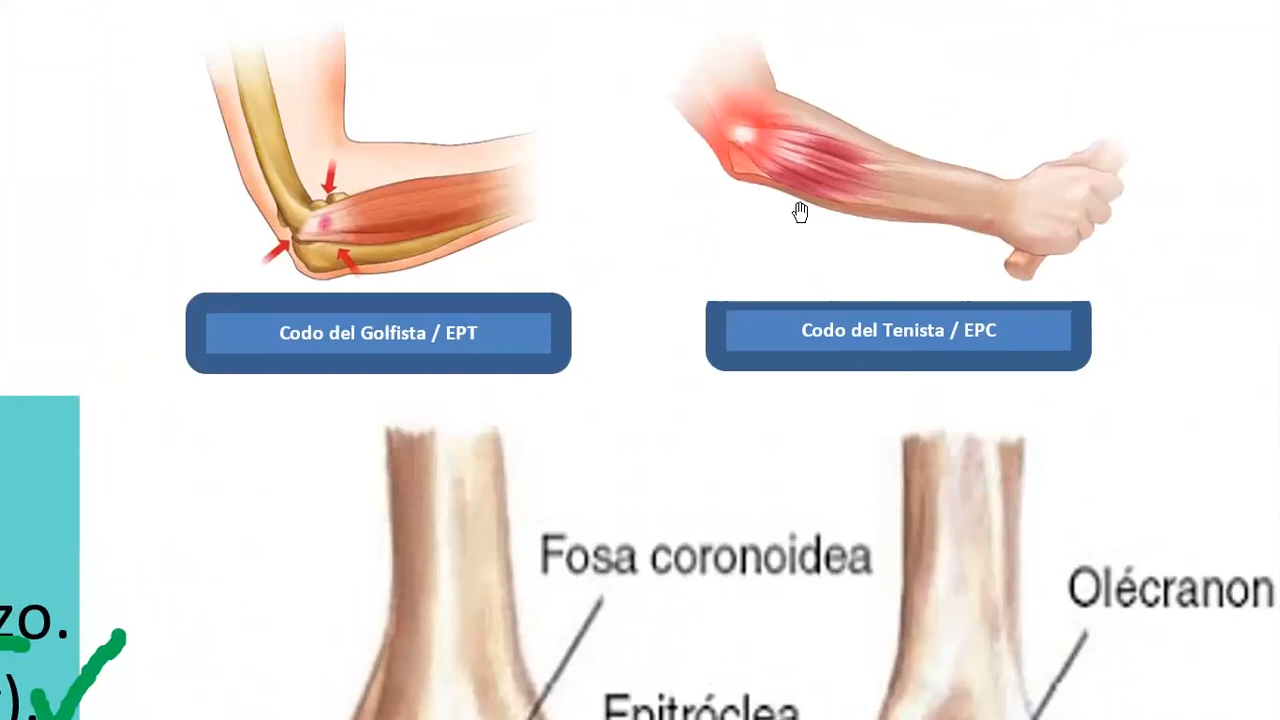 Codo del Golfista / EPT
Codo del Tenista / EPC
Fosa coronoidea
Olécranon
zo.
Epitróclea
).